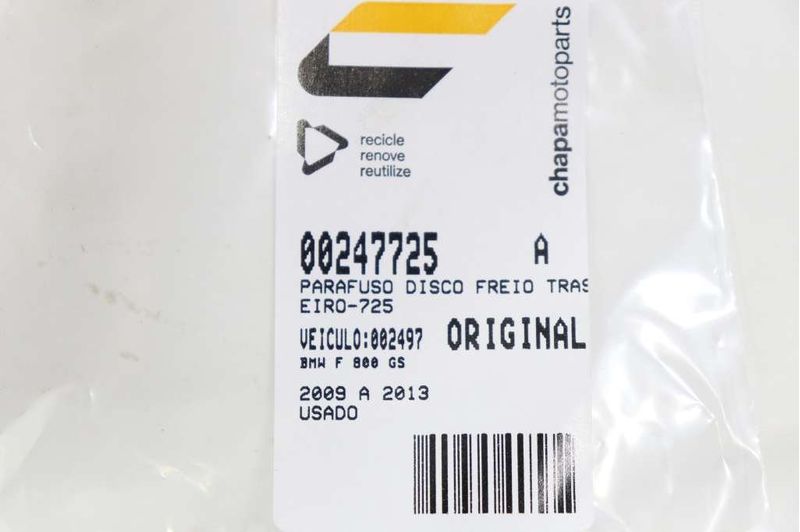 chapamotoparts
recicle
renove
reutilize
00247725 A
PARAFUSO DISCO FREIO TRAS
EIRO-725
VEICULO:002497 ORIGINAL
BMW F 800 GS
2009 A 2013
USADO